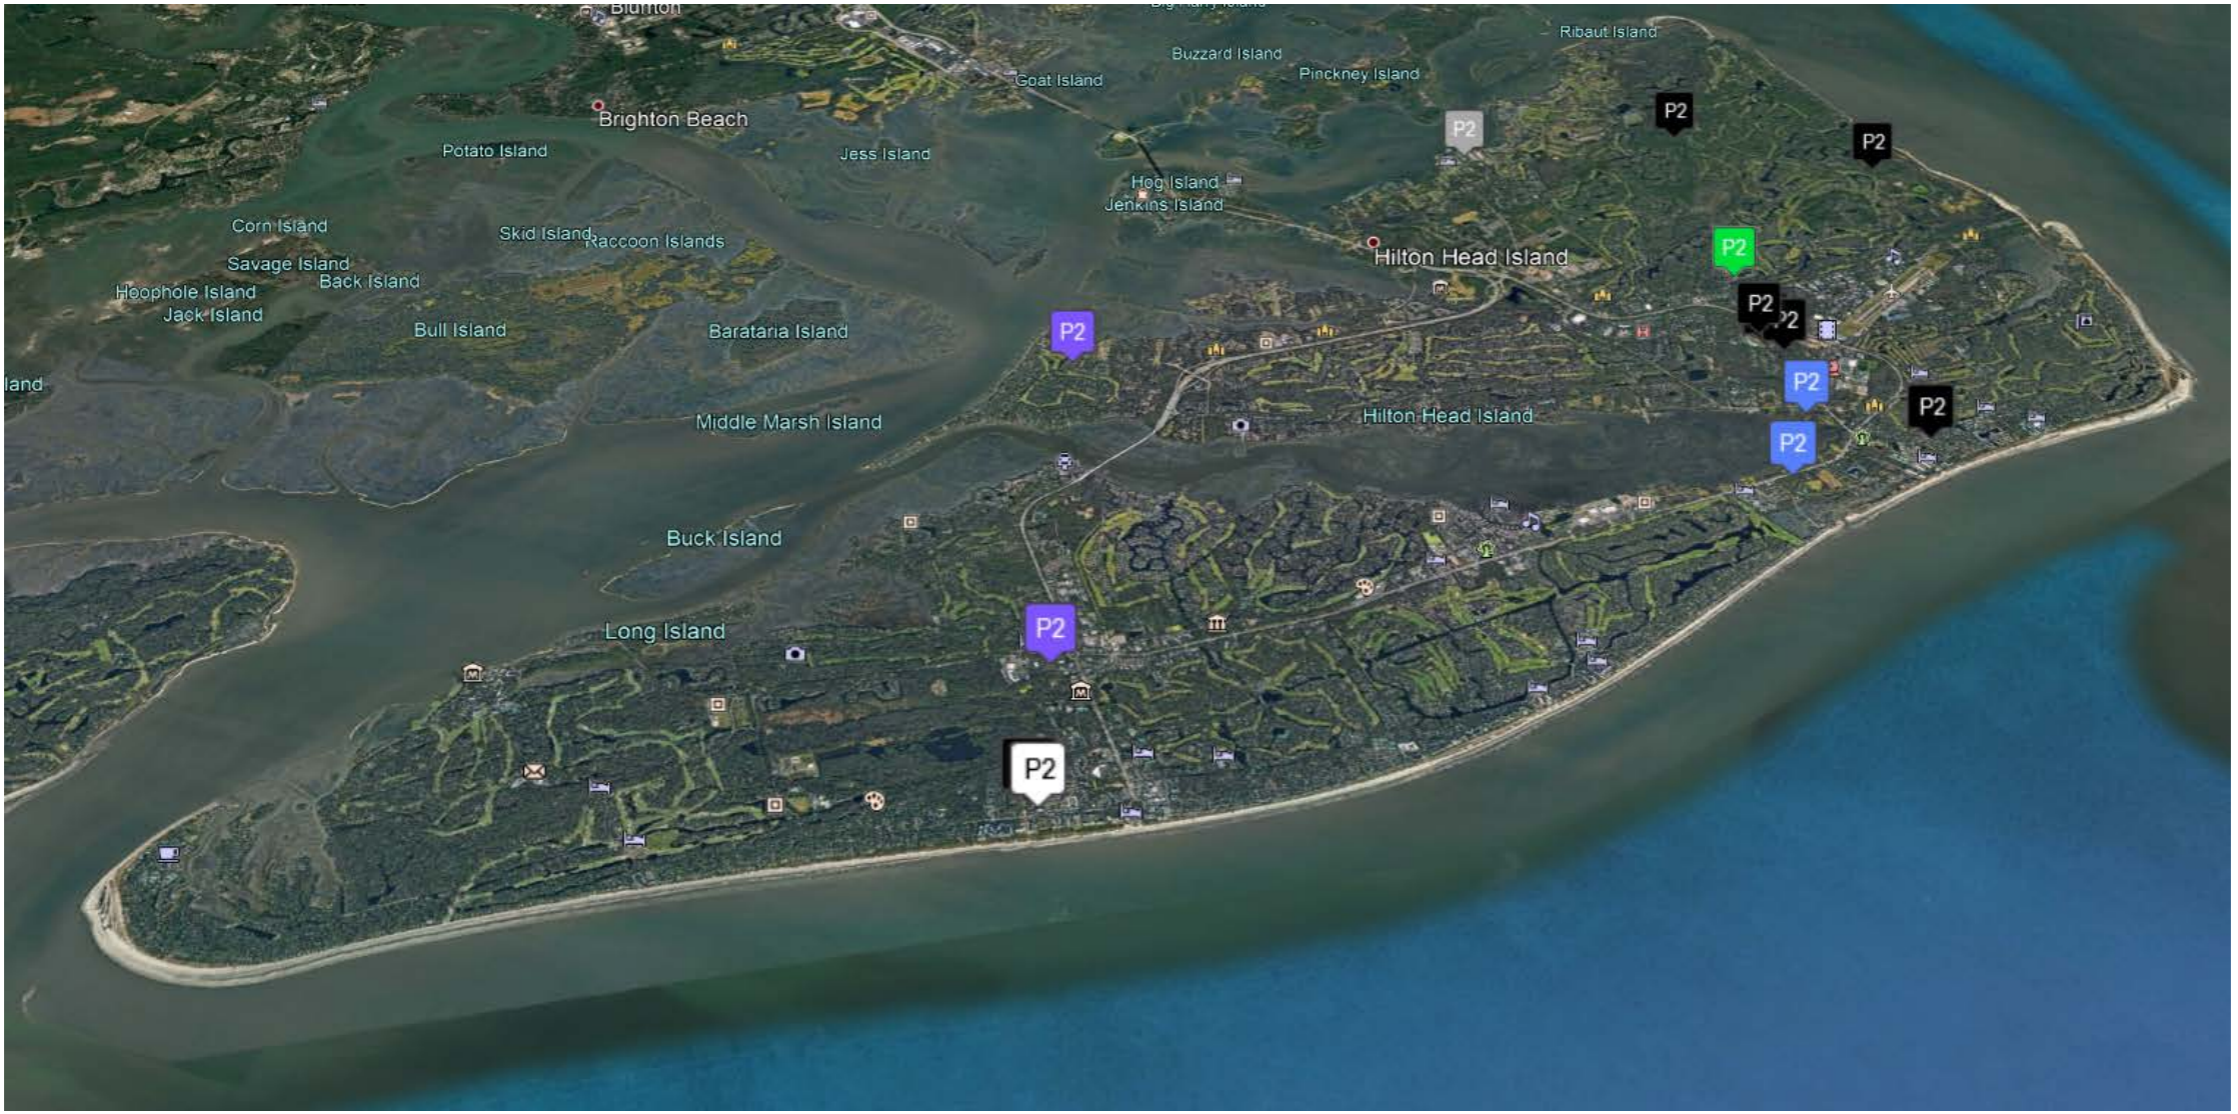 Bluffton
Ribaut Island
Buzzard Island
Pinckney Island
Goat Island
P2
P2
Brighton Beach
P2
Potato Island
Jess Island
Hog Island
Jenkins Island
Corn Island
Skid Island
Raccoon Islands
P2
Hilton Head Island
Savage Island
Back Island
Hoophole Island
Jack Island
P2
P2
Bull Island
Barataria Island
P2
land
P2
P2
Hilton Head Island
Middle Marsh Island
P2
Buck Island
Long Island
P2
P2